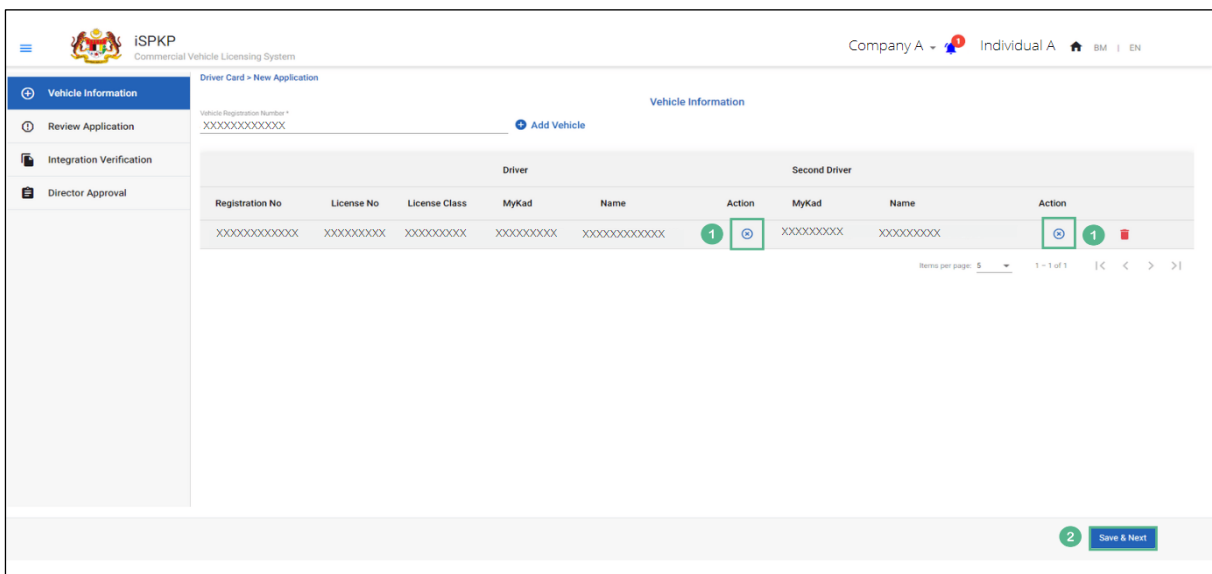 iSPKP
Commercial Vehicle Licensing System
Company A
1
Individual A
BM | EN
Vehicle Information
Review Application
Integration Verification
Director Approval
Driver Card > New Application
Vehicle Information
Vehicle Registration Number *
XXXXXXXXXXXX
Add Vehicle
Driver Second Driver
Registration No License No License Class MyKad Name Action MyKad Name Action
XXXXXXXXXXXX XXXXXXXXX XXXXXXXXX XXXXXXXXX XXXXXXXXXXXX 1 XXXXXXXXX XXXXXXXXX 1
Items per page: 5 1 – 1 of 1
2 Save & Next